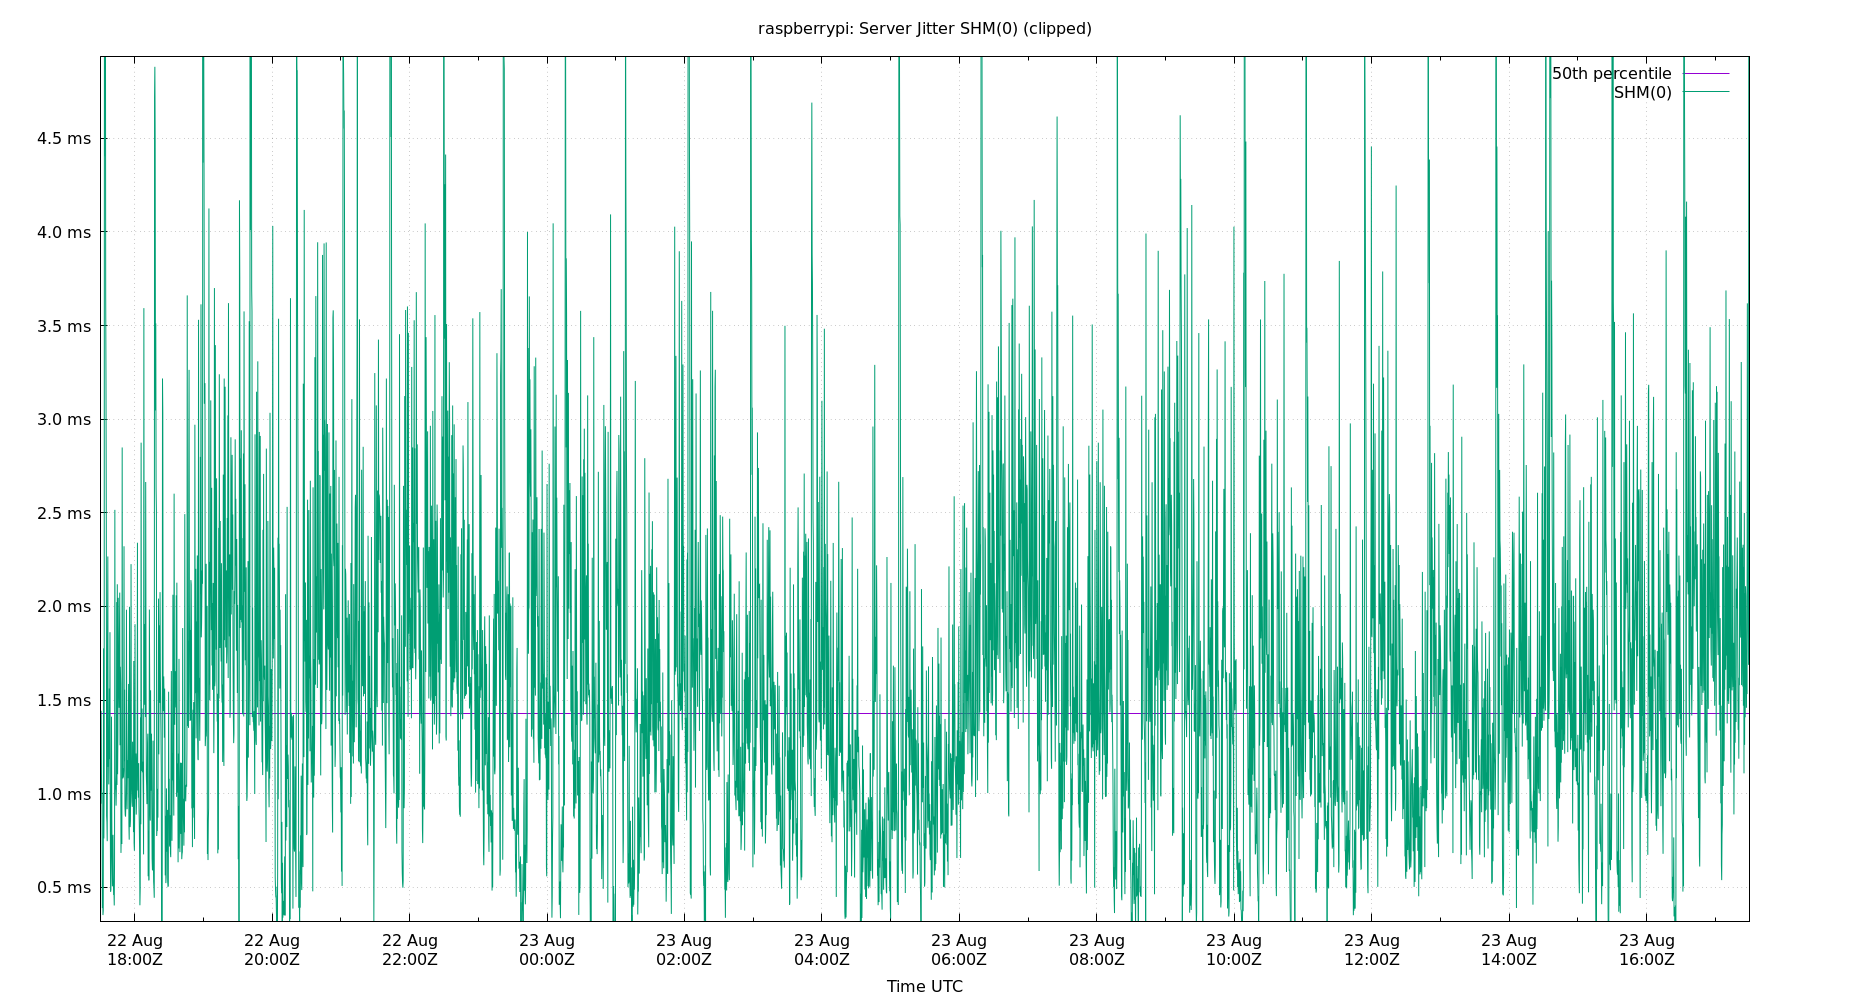 raspberrypi: Server Jitter SHM(0) (clipped)
50th percentile
SHM(0)
4.5 ms
4.0 ms
3.5 ms
3.0 ms
2.5 ms
2.0 ms
1.5 ms
1.0 ms
0.5 ms
22 Aug 22 Aug 22 Aug 23 Aug 23 Aug 23 Aug 23 Aug 23 Aug 23 Aug 23 Aug 23 Aug 23 Aug
18:00Z 20:00Z 22:00Z 00:00Z 02:00Z 04:00Z 06:00Z 08:00Z 10:00Z 12:00Z 14:00Z 16:00Z
Time UTC